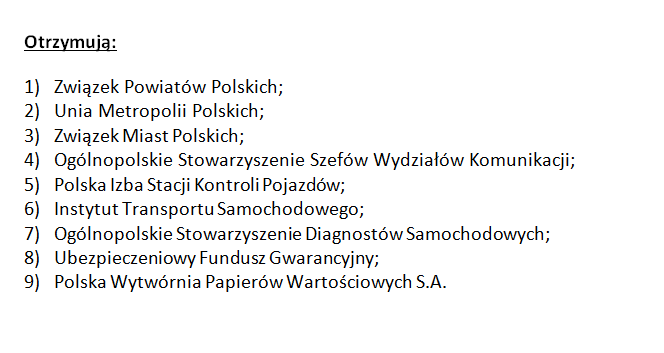 Otrzymują:
1) Związek Powiatów Polskich;
2) Unia Metropolii Polskich;
3) Związek Miast Polskich;
4) Ogólnopolskie Stowarzyszenie Szefów Wydziałów Komunikacji;
5) Polska Izba Stacji Kontroli Pojazdów;
6) Instytut Transportu Samochodowego;
7) Ogólnopolskie Stowarzyszenie Diagnostów Samochodowych;
8) Ubezpieczeniowy Fundusz Gwarancyjny;
9) Polska Wytwórnia Papierów Wartościowych S.A.